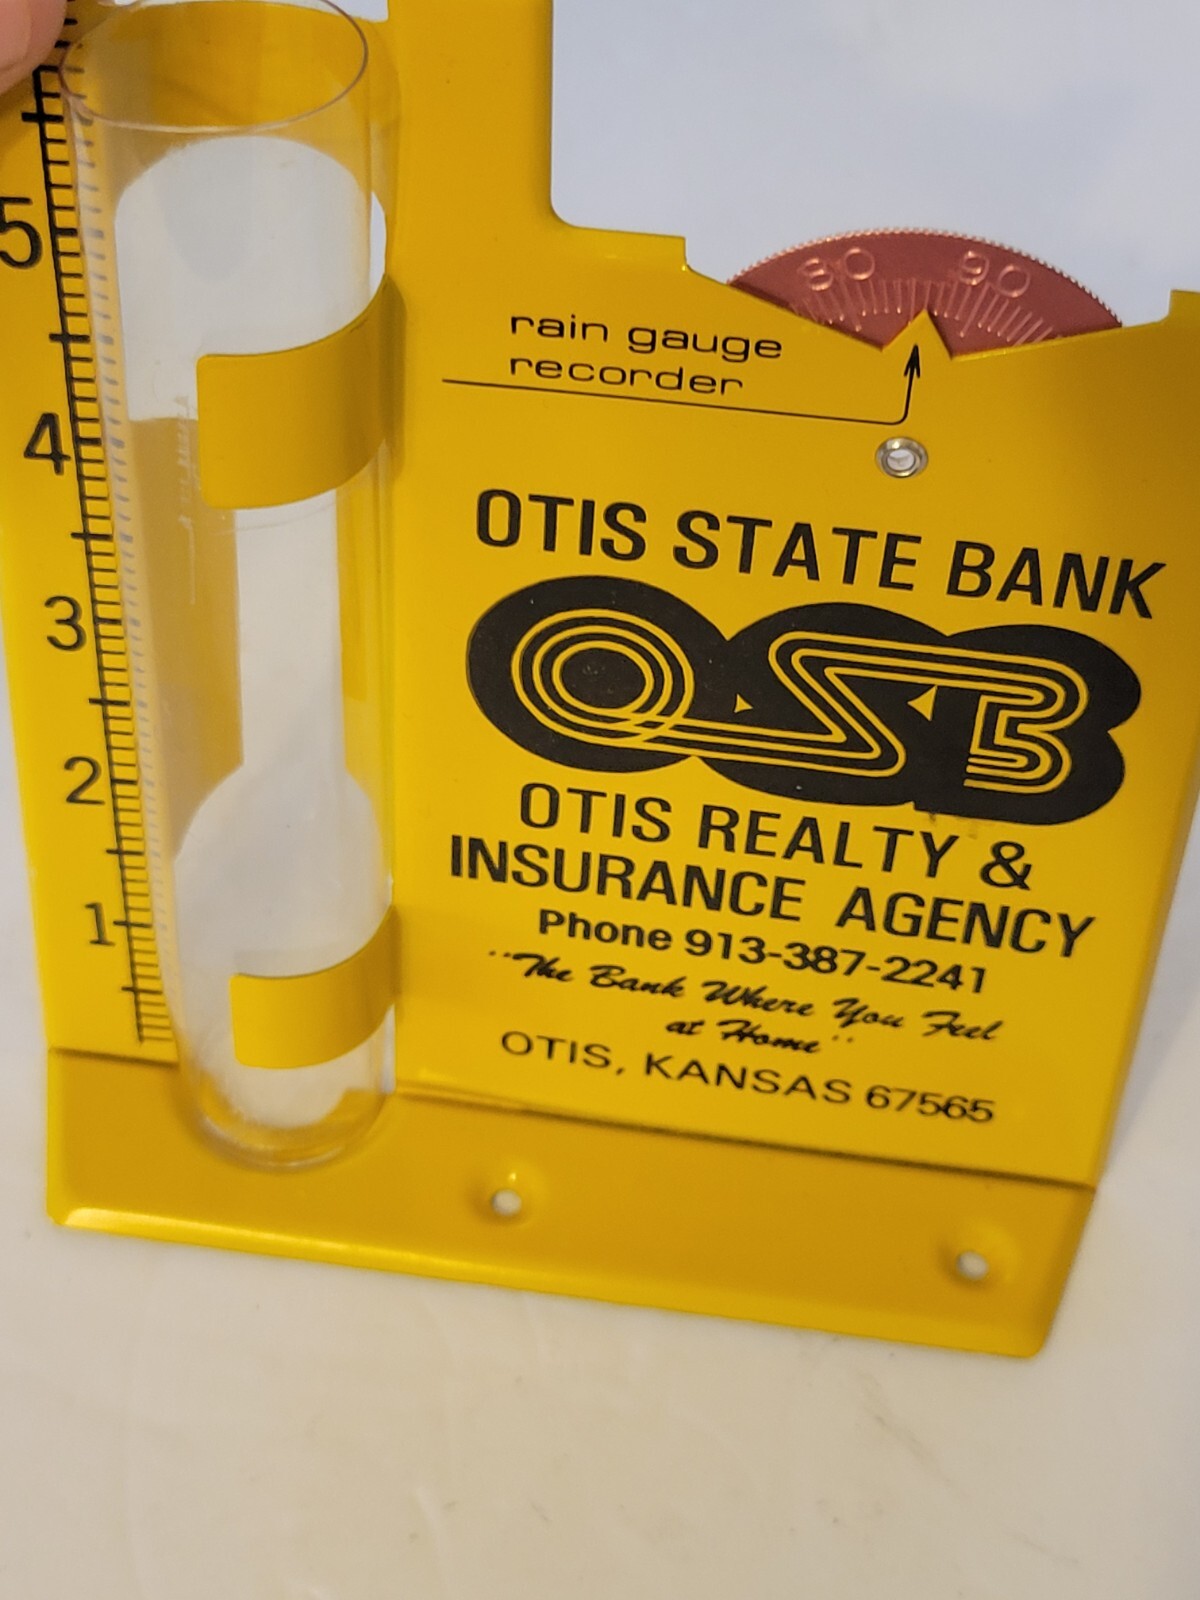 80 90
rain gauge
recorder
5
4
3
2
1
OTIS STATE BANK
OSB
OTIS REALTY &
INSURANCE AGENCY
Phone 913-387-2241
"The Bank Where You Feel
at Home"
OTIS, KANSAS 67565